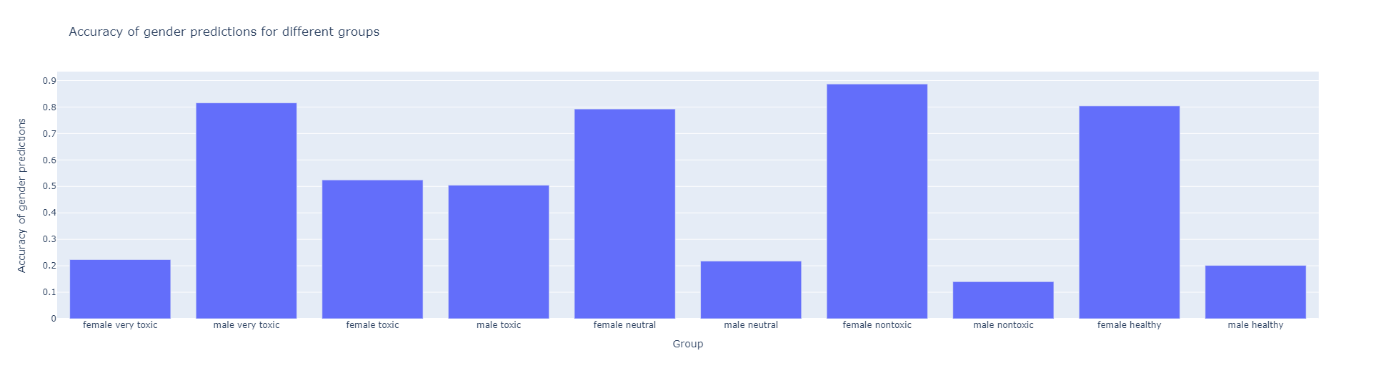 Accuracy of gender predictions for different groups
Accuracy of gender predictions
0.9
0.8
0.7
0.6
0.5
0.4
0.3
0.2
0.1
0
female very toxic
male very toxic
female toxic
male toxic
female neutral
male neutral
female nontoxic
male nontoxic
female healthy
male healthy
Group